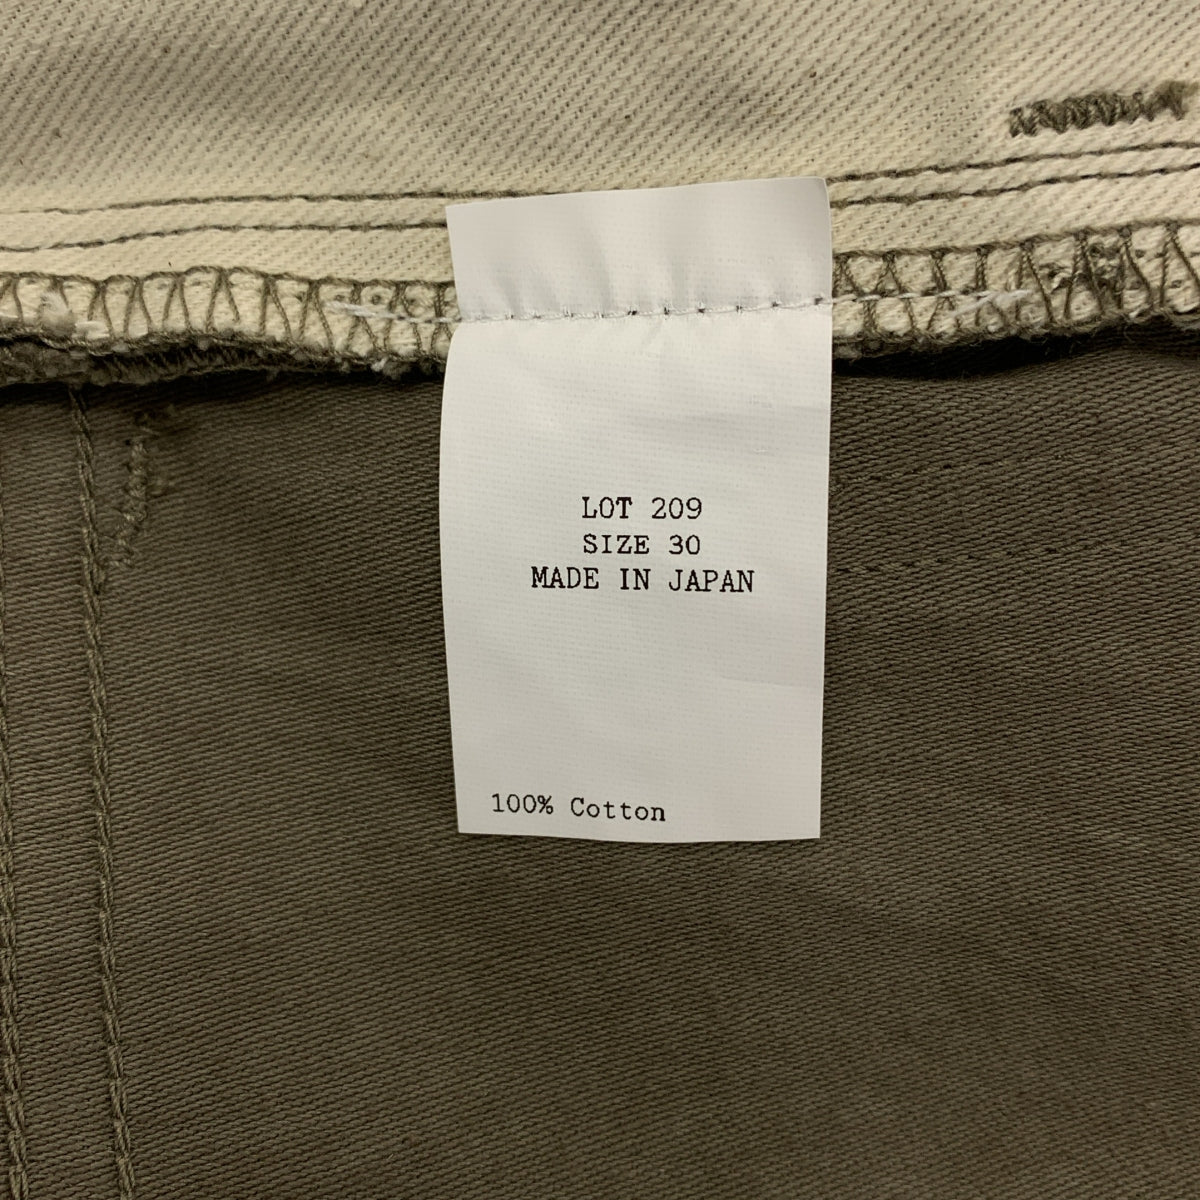 LOT 209
SIZE 30
MADE IN JAPAN
100% Cotton